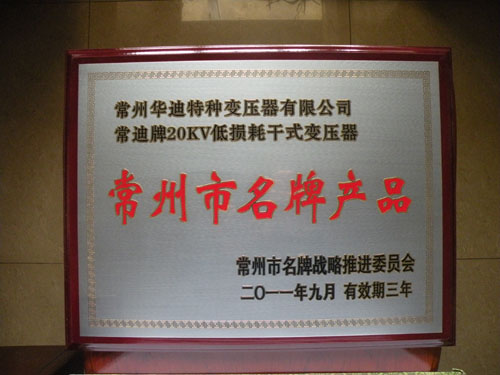 常州华迪特种变压器有限公司
常迪牌20KV低损耗干式变压器
常州市名牌产品
常州市名牌战略推进委员会
二〇一一年九月 有效期三年